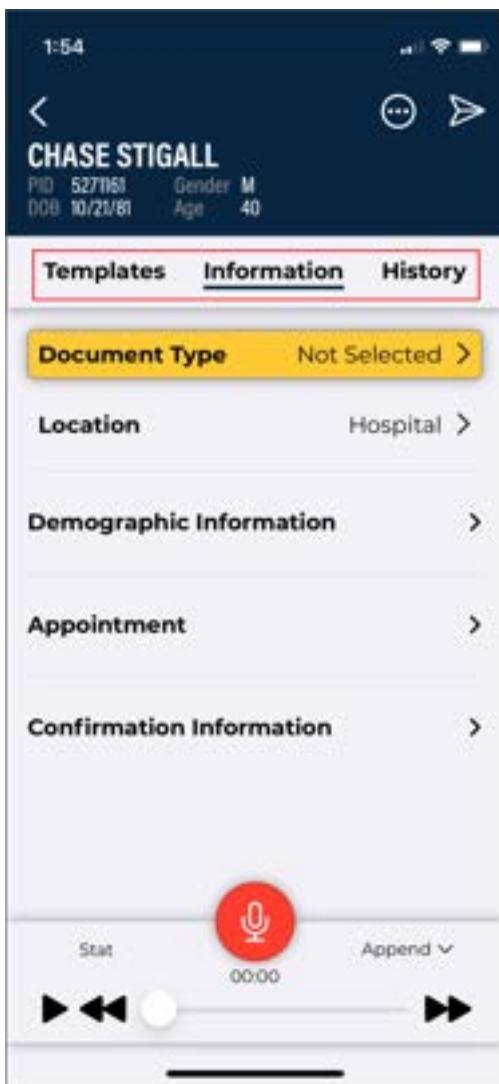 1:54
CHASE STIGALL
PID 5271161 Gender M
DOB 10/21/81 Age 40
Templates Information History
Document Type Not Selected
Location Hospital
Demographic Information
Appointment
Confirmation Information
Stat Append
00:00